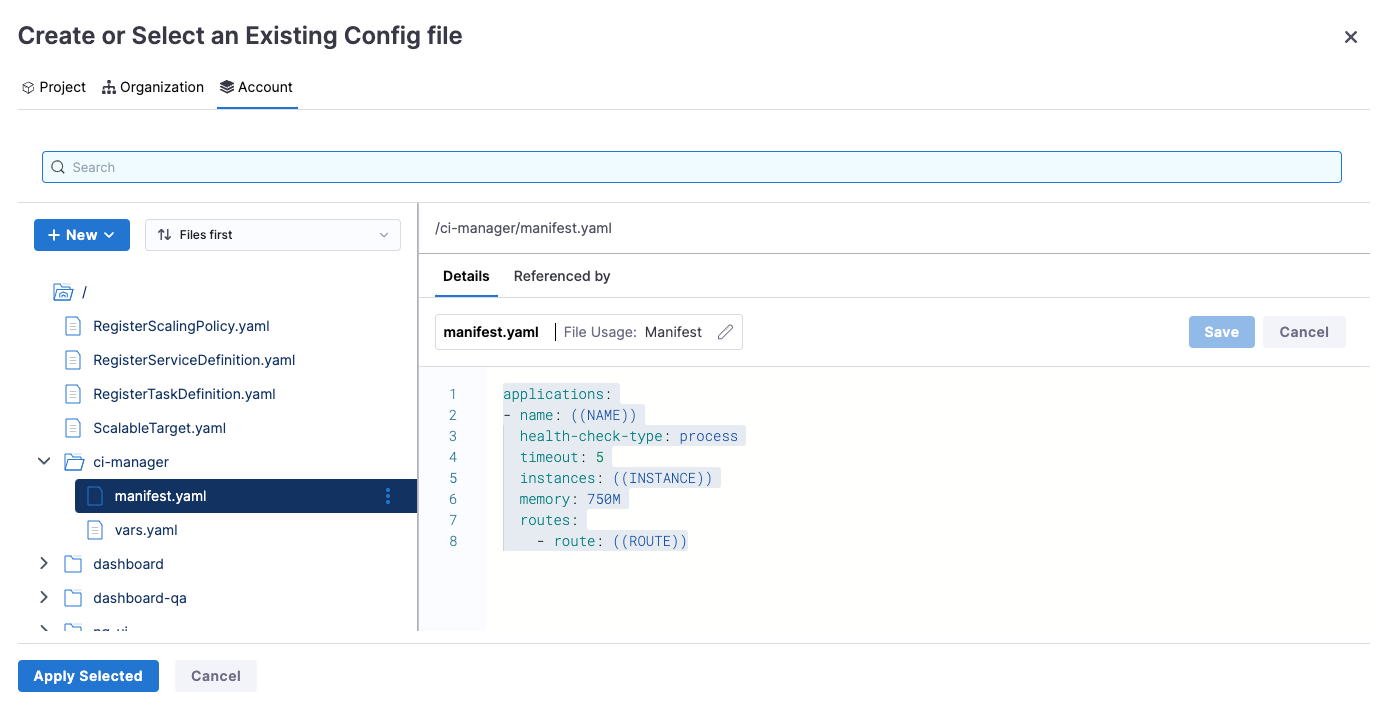 Create or Select an Existing Config file
Project Organization Account
Search
New Files first
/
RegisterScalingPolicy.yaml
RegisterServiceDefinition.yaml
RegisterTaskDefinition.yaml
ScalableTarget.yaml
ci-manager
manifest.yaml
vars.yaml
dashboard
dashboard-qa
/ci-manager/manifest.yaml
Details Referenced by
manifest.yaml | File Usage: Manifest
Save Cancel
1 applications:
2 - name: ((NAME))
3   health-check-type: process
4   timeout: 5
5   instances: ((INSTANCE))
6   memory: 750M
7   routes:
8     - route: ((ROUTE))
Apply Selected Cancel